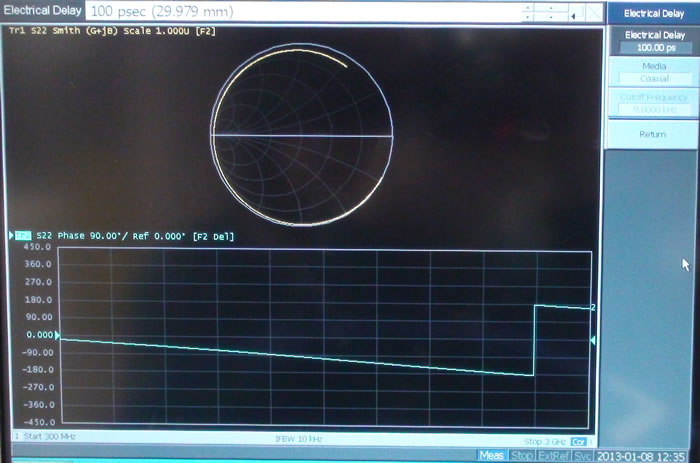 Electrical Delay 100 psec (29.979 mm)
Electrical Delay
Tr1 S22 Smith (G+jB) Scale 1.000U [F2]
Electrical Delay
100.00 ps
Media
Coaxial
Cutoff Frequency
9.0000 kHz
Return
Tr2 S22 Phase 90.00°/ Ref 0.000° [F2 Del]
450.0
360.0
270.0
180.0
90.00
0.000
-90.00
-180.0
-270.0
-360.0
-450.0
2
1 Start 300 MHz IFBW 10 kHz Stop 3 GHz Cor !
Meas Stop ExtRef Svc 2013-01-08 12:35